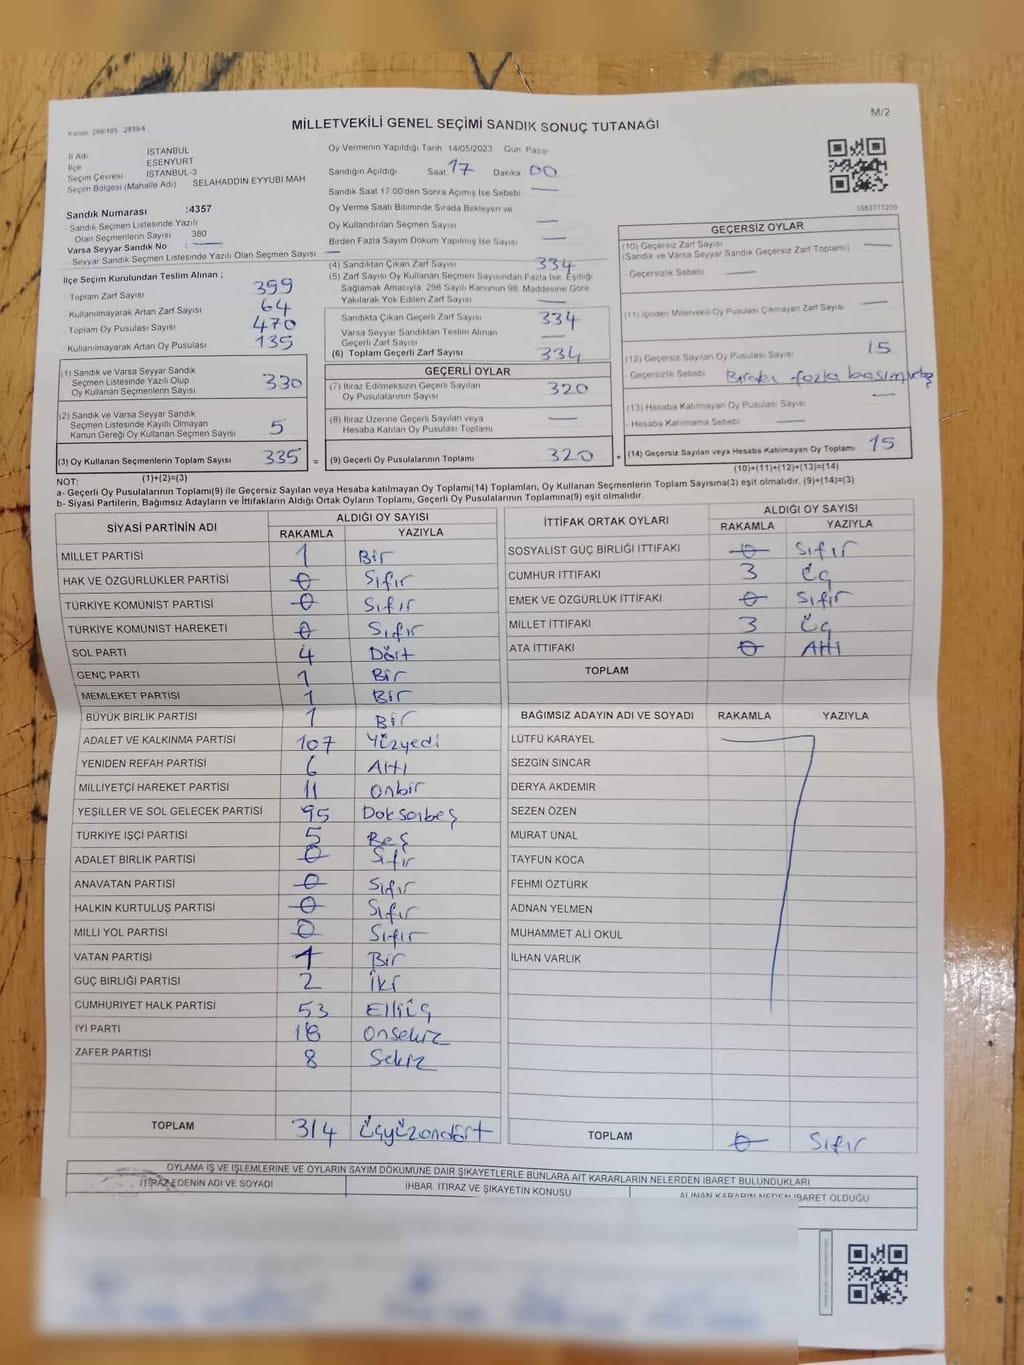 M/2
Kanun 298/105 2839/4
MİLLETVEKİLİ GENEL SEÇİMİ SANDIK SONUÇ TUTANAĞI
İl Adı İSTANBUL
İlçe ESENYURT
Seçim Çevresi İSTANBUL-3
Seçim Bölgesi (Mahalle Adı) SELAHADDİN EYYUBİ MAH
Sandık Numarası :4357
- Sandık Seçmen Listesinde Yazılı
Olan Seçmenlerin Sayısı 380
Varsa Seyyar Sandık No : —
- Seyyar Sandık Seçmen Listesinde Yazılı Olan Seçmen Sayısı —
İlçe Seçim Kurulundan Teslim Alınan ;
- Toplam Zarf Sayısı 399
- Kullanılmayarak Artan Zarf Sayısı 64
- Toplam Oy Pusulası Sayısı 470
- Kullanılmayarak Artan Oy Pusulası 135
(1) Sandık ve Varsa Seyyar Sandık
Seçmen Listesinde Yazılı Olup
Oy Kullanan Seçmenlerin Sayısı 330
(2) Sandık ve Varsa Seyyar Sandık
Seçmen Listesinde Kayıtlı Olmayan
Kanun Gereği Oy Kullanan Seçmen Sayısı 5
(3) Oy Kullanan Seçmenlerin Toplam Sayısı 335 =
(1)+(2)=(3)
Oy Vermenin Yapıldığı Tarih 14/05/2023 Gün Pazar
Sandığın Açıldığı Saat 17 Dakika 00
Sandık Saat 17:00'den Sonra Açılmış İse Sebebi —
Oy Verme Saati Bitiminde Sırada Bekleyen ve
Oy Kullandırılan Seçmen Sayısı —
Birden Fazla Sayım Döküm Yapılmış İse Sayısı —
(4) Sandıktan Çıkan Zarf Sayısı 334
(5) Zarf Sayısı Oy Kullanan Seçmen Sayısından Fazla İse; Eşitliği
Sağlamak Amacıyla, 298 Sayılı Kanunun 98. Maddesine Göre
Yakılarak Yok Edilen Zarf Sayısı —
Sandıkta Çıkan Geçerli Zarf Sayısı 334
Varsa Seyyar Sandıktan Teslim Alınan
Geçerli Zarf Sayısı —
(6) Toplam Geçerli Zarf Sayısı 334
GEÇERLİ OYLAR
(7) İtiraz Edilmeksizin Geçerli Sayılan
Oy Pusulalarının Sayısı 320
(8) İtiraz Üzerine Geçerli Sayılan veya
Hesaba Katılan Oy Pusulası Toplamı —
(9) Geçerli Oy Pusulalarının Toplamı 320 +
1083777239
GEÇERSİZ OYLAR
(10) Geçersiz Zarf Sayısı
(Sandık ve Varsa Seyyar Sandık Geçersiz Zarf Toplamı) —
- Geçersizlik Sebebi —
(11) İçinden Milletvekili Oy Pusulası Çıkmayan Zarf Sayısı —
(12) Geçersiz Sayılan Oy Pusulası Sayısı 15
- Geçersizlik Sebebi Birden fazla basım
(13) Hesaba Katılmayan Oy Pusulası Sayısı —
- Hesaba Katılmama Sebebi —
(14) Geçersiz Sayılan veya Hesaba Katılmayan Oy Toplamı 15
(10)+(11)+(12)+(13)=(14)
NOT:
a- Geçerli Oy Pusulalarının Toplamı(9) ile Geçersiz Sayılan veya Hesaba katılmayan Oy Toplamı(14) Toplamları, Oy Kullanan Seçmenlerin Toplam Sayısına(3) eşit olmalıdır. (9)+(14)=(3)
b- Siyasi Partilerin, Bağımsız Adayların ve İttifakların Aldığı Ortak Oyların Toplamı, Geçerli Oy Pusulalarının Toplamına(9) eşit olmalıdır.
SİYASİ PARTİNİN ADI ALDIĞI OY SAYISI
RAKAMLA YAZIYLA
MİLLET PARTİSİ 1 Bir
HAK VE ÖZGÜRLÜKLER PARTİSİ 0 Sıfır
TÜRKİYE KOMÜNİST PARTİSİ 0 Sıfır
TÜRKİYE KOMÜNİST HAREKETİ 0 Sıfır
SOL PARTİ 4 Dört
GENÇ PARTİ 1 Bir
MEMLEKET PARTİSİ 1 Bir
BÜYÜK BİRLİK PARTİSİ 1 Bir
ADALET VE KALKINMA PARTİSİ 107 Yüzyedi
YENİDEN REFAH PARTİSİ 6 Altı
MİLLİYETÇİ HAREKET PARTİSİ 11 Onbir
YEŞİLLER VE SOL GELECEK PARTİSİ 95 Doksanbeş
TÜRKİYE İŞÇİ PARTİSİ 5 Beş
ADALET BİRLİK PARTİSİ 0 Sıfır
ANAVATAN PARTİSİ 0 Sıfır
HALKIN KURTULUŞ PARTİSİ 0 Sıfır
MİLLİ YOL PARTİSİ 0 Sıfır
VATAN PARTİSİ 1 Bir
GÜÇ BİRLİĞİ PARTİSİ 2 İki
CUMHURİYET HALK PARTİSİ 53 Elliüç
İYİ PARTİ 18 Onsekiz
ZAFER PARTİSİ 8 Sekiz
TOPLAM 314 Üçyüzondört
İTTİFAK ORTAK OYLARI ALDIĞI OY SAYISI
RAKAMLA YAZIYLA
SOSYALİST GÜÇ BİRLİĞİ İTTİFAKI 0 Sıfır
CUMHUR İTTİFAKI 3 Üç
EMEK VE ÖZGÜRLÜK İTTİFAKI 0 Sıfır
MİLLET İTTİFAKI 3 Üç
ATA İTTİFAKI 0 Altı
TOPLAM
BAĞIMSIZ ADAYIN ADI VE SOYADI RAKAMLA YAZIYLA
LÜTFÜ KARAYEL
SEZGİN SİNCAR
DERYA AKDEMİR
SEZEN ÖZEN
MURAT ÜNAL
TAYFUN KOCA
FEHMİ ÖZTÜRK
ADNAN YELMEN
MUHAMMET ALİ OKUL
İLHAN VARLIK
TOPLAM 0 Sıfır
OYLAMA İŞ VE İŞLEMLERİNE VE OYLARIN SAYIM DÖKÜMÜNE DAİR ŞİKAYETLERLE BUNLARA AİT KARARLARIN NELERDEN İBARET BULUNDUKLARI
İTİRAZ EDENİN ADI VE SOYADI İHBAR, İTİRAZ VE ŞİKAYETİN KONUSU ALINAN KARARIN NEDEN İBARET OLDUĞU